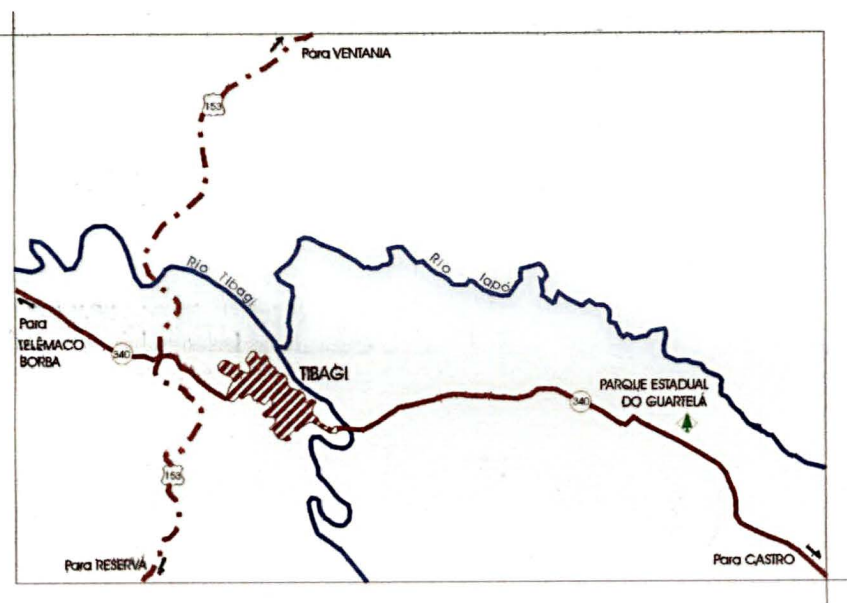 Para VENTANIA
153
Rio Tibagi
Rio Iapó
Para
TELÊMACO
BORBA
340
TIBAGI
PARQUE ESTADUAL
DO GUARTELÁ
340
153
Para RESERVA
Para CASTRO